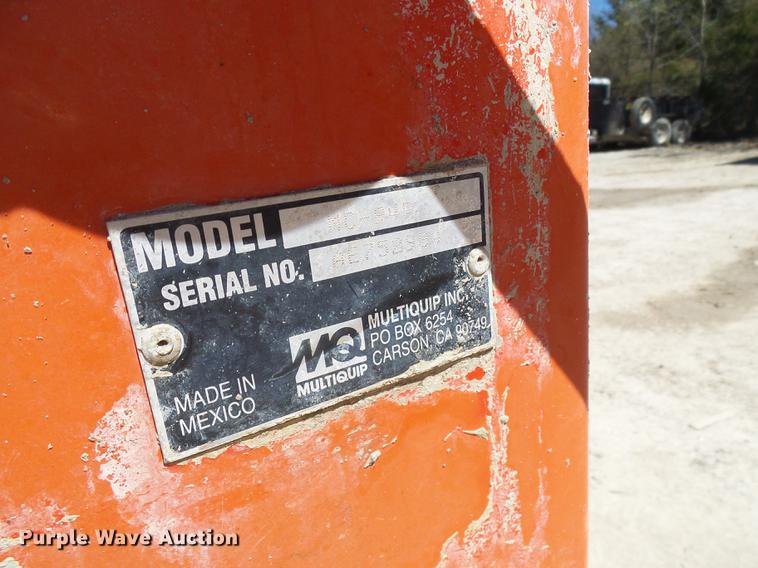 MODEL
SERIAL NO.
MQ
MULTIQUIP
MULTIQUIP INC.
PO BOX 6254
CARSON, CA 90749
MADE IN
MEXICO
Purple Wave Auction